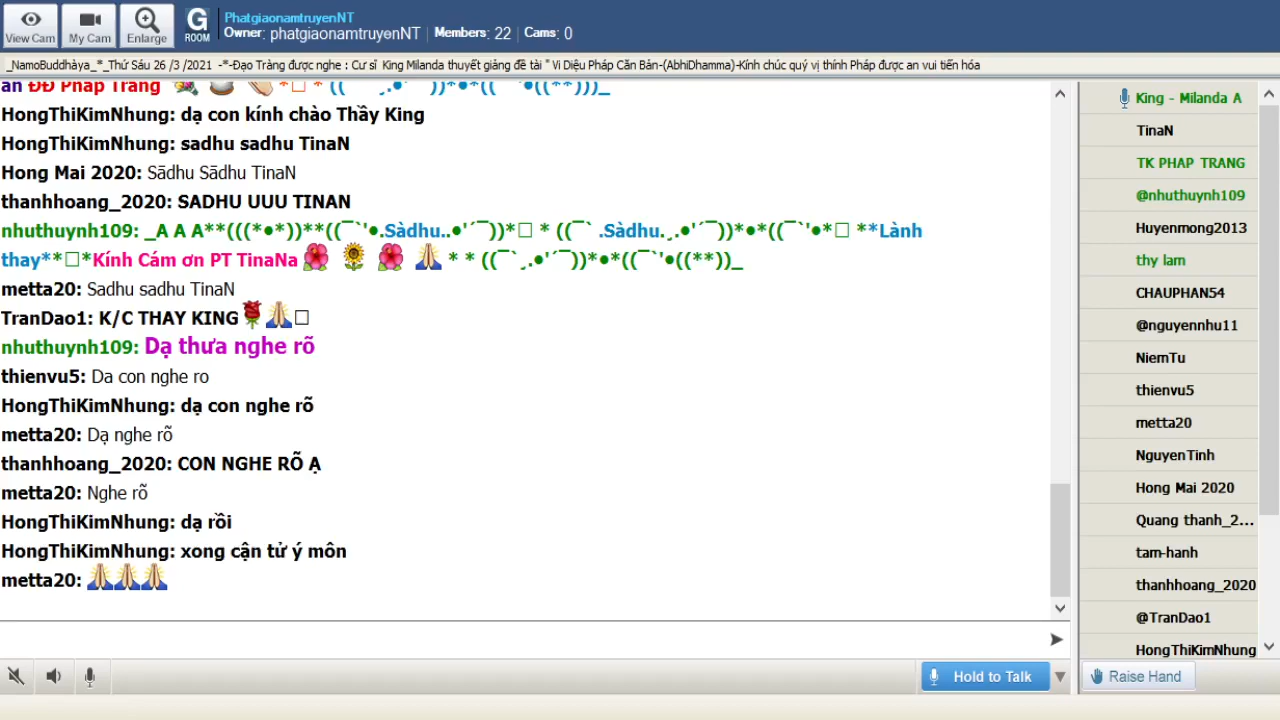 View Cam
My Cam
Enlarge
G
ROOM
PhatgiaonamtruyenNT
Owner: phatgiaonamtruyenNT | Members: 22 | Cams: 0
_NamoBuddhàya_*_Thứ Sáu 26 /3 /2021 -*-Đạo Tràng được nghe : Cư sĩ King Milanda thuyết giảng đề tài " Vi Diệu Pháp Căn Bản-(AbhiDhamma)-Kính chúc quý vị thính Pháp được an vui tiến hóa
an ĐĐ Pháp Trang
HongThiKimNhung: dạ con kính chào Thầy King
HongThiKimNhung: sadhu sadhu TinaN
Hong Mai 2020: Sādhu Sādhu TinaN
thanhhoang_2020: SADHU UUU TINAN
nhuthuynh109: _A A A**(((*●*))**((¯`'●.Sàdhu..●'´¯))*□ * ((¯` .Sàdhu.¸.●'´¯))*●*((¯`'●*□ **Lành
thay**□*Kính Cám ơn PT TinaNa 🌺 🌻 🌺 🙏 * * ((¯`¸.●'´¯))*●*((¯`'●((**))_
metta20: Sadhu sadhu TinaN
TranDao1: K/C THAY KING🌹🙏□
nhuthuynh109: Dạ thưa nghe rõ
thienvu5: Da con nghe ro
HongThiKimNhung: dạ con nghe rõ
metta20: Dạ nghe rõ
thanhhoang_2020: CON NGHE RÕ Ạ
metta20: Nghe rõ
HongThiKimNhung: dạ rồi
HongThiKimNhung: xong cận tử ý môn
metta20: 🙏🙏🙏
Hold to Talk
King - Milanda A
TinaN
TK PHAP TRANG
@nhuthuynh109
Huyenmong2013
thy lam
CHAUPHAN54
@nguyennhu11
NiemTu
thienvu5
metta20
NguyenTinh
Hong Mai 2020
Quang thanh_2...
tam-hanh
thanhhoang_2020
@TranDao1
HongThiKimNhung
Raise Hand